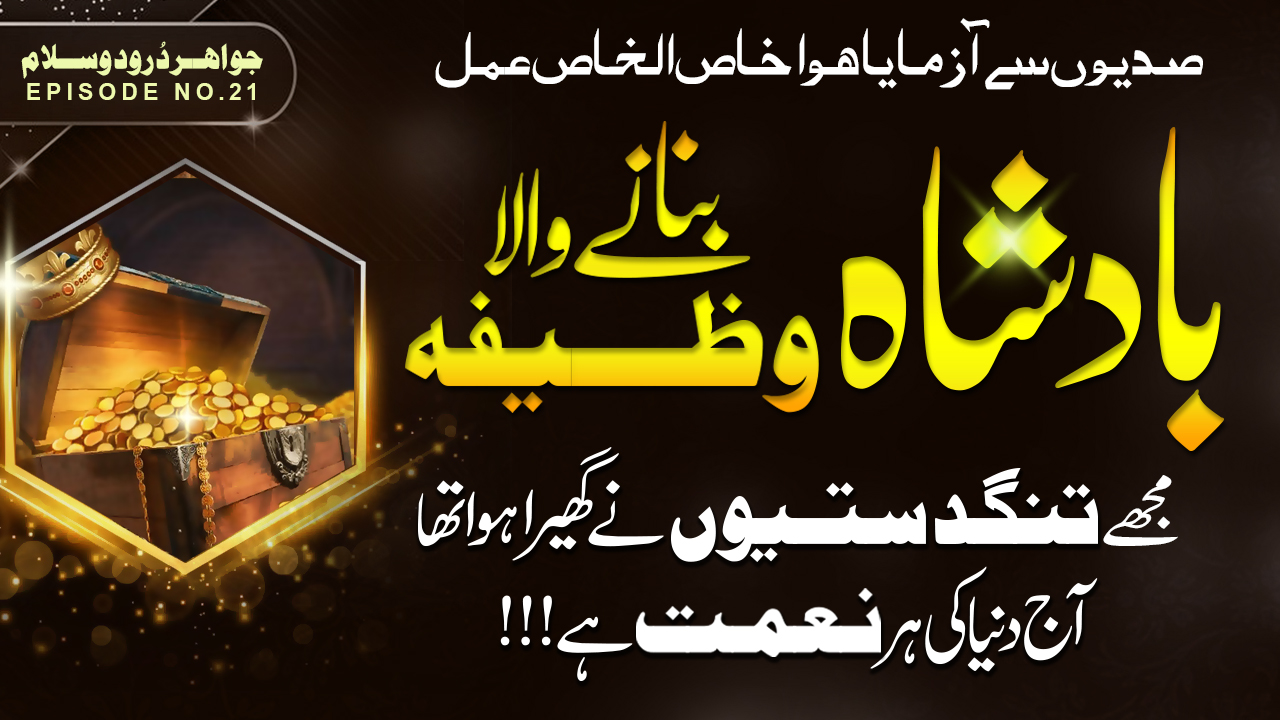 جواہر دُرود و سلام
EPISODE NO.21
صدیوں سے آزمایا ھوا خاص الخاص عمل
بادشاہ بنانے والا
وظیفہ
مجھے تنگدستیوں نے گھیرا ہوا تھا
آج دنیا کی ہر نعمت ہے!!!